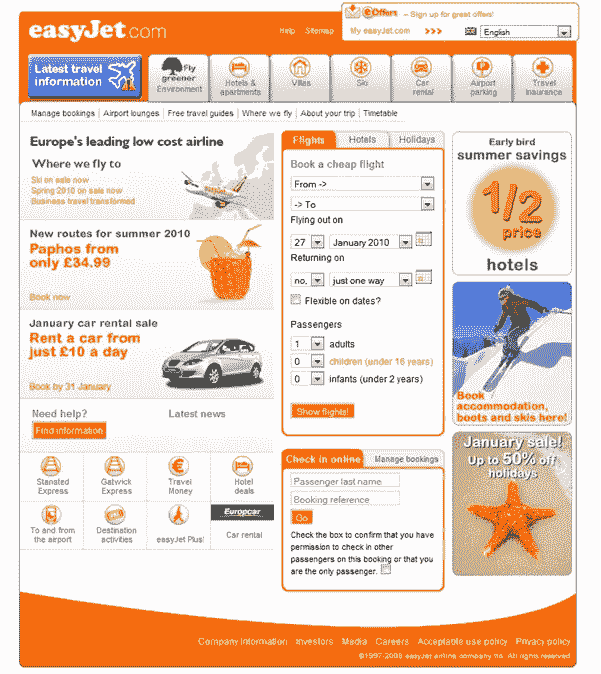 eOffers – Sign up for great offers!
easyJet.com
Help Sitemap My easyjet.com >>> English
Latest travel information
Fly greener Environment
Hotels & apartments
Villas
Ski
Car rental
Airport parking
Travel insurance
Manage bookings | Airport lounges | Free travel guides | Where we fly | About your trip | Timetable
Europe's leading low cost airline
Where we fly to
Ski on sale now
Spring 2010 on sale now
Business travel transformed
New routes for summer 2010
Paphos from
only £34.99
Book now
January car rental sale
Rent a car from
just £10 a day
Book by 31 January
Need help? Latest news
Find information
Stansted Express
Gatwick Express
Travel Money
Hotel deals
To and from the airport
Destination activities
easyJet Plus!
Europcar
Car rental
Flights Hotels Holidays
Book a cheap flight
From ->
-> To
Flying out on
27 January 2010
Returning on
no. just one way
Flexible on dates?
Passengers
1 adults
0 children (under 16 years)
0 infants (under 2 years)
Show flights!
Check in online Manage bookings
Passenger last name
Booking reference
Go
Check the box to confirm that you have
permission to check in other
passengers on this booking or that you
are the only passenger.
Early bird
summer savings
1/2
price
hotels
Book
accommodation,
boots and skis here!
January sale!
Up to 50% off
holidays
Company Information Investors Media Careers Acceptable use policy Privacy policy
©1997-2009 easyJet airline company ltd. All rights reserved